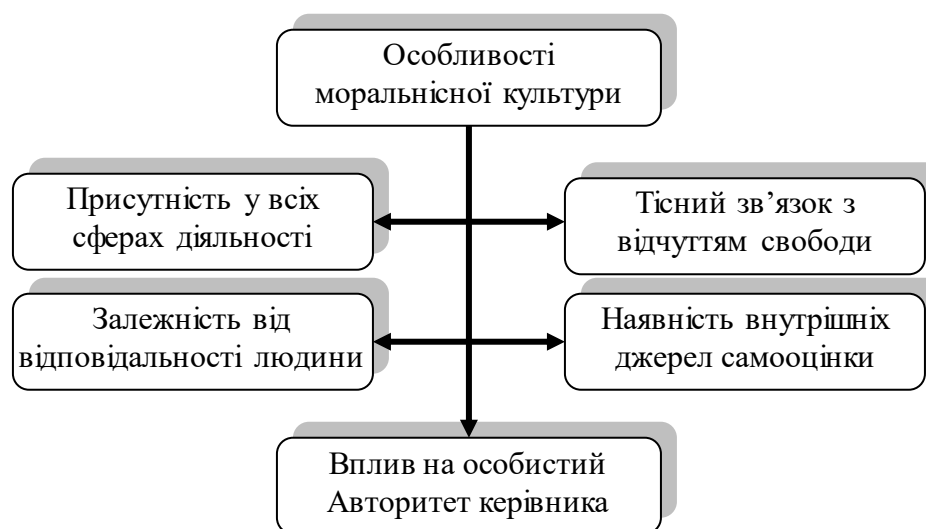 Особливості
моральнісної культури
Присутність у всіх
сферах діяльності
Тісний зв’язок з
відчуттям свободи
Залежність від
відповідальності людини
Наявність внутрішніх
джерел самооцінки
Вплив на особистий
Авторитет керівника